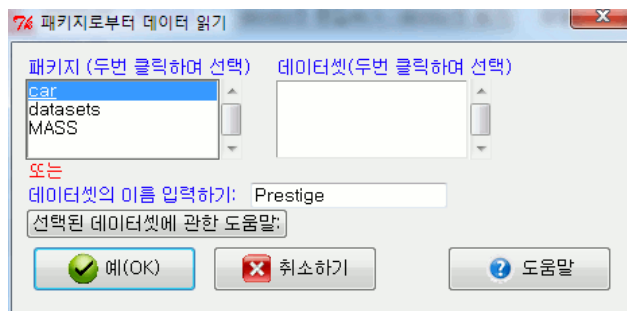 패키지로부터 데이터 읽기
패키지 (두번 클릭하며 선택) 데이터셋(두번 클릭하며 선택)
car
datasets
MASS
또는
데이터셋의 이름 입력하기: Prestige
선택된 데이터셋에 관한 도움말:
예(OK) 취소하기 도움말